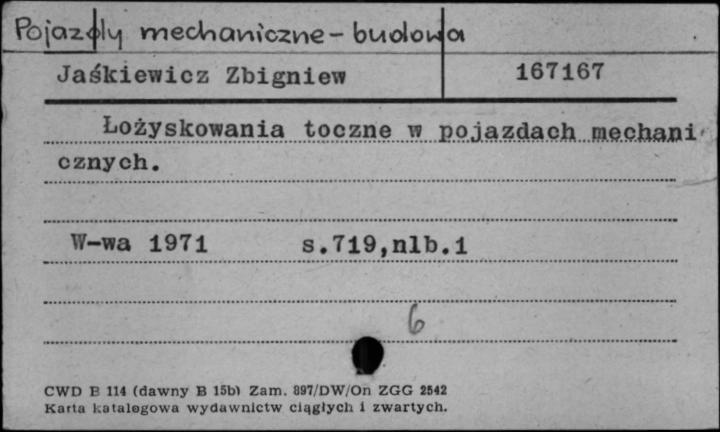 Pojazdy mechaniczne - budowa
Jaśkiewicz Zbigniew 167167
Łożyskowania toczne w pojazdach mechani
cznych.
W-wa 1971 s.719,nlb.1
6
CWD B 114 (dawny B 15b) Zam. 897/DW/On ZGG 2542
Karta katalogowa wydawnictw ciągłych i zwartych.